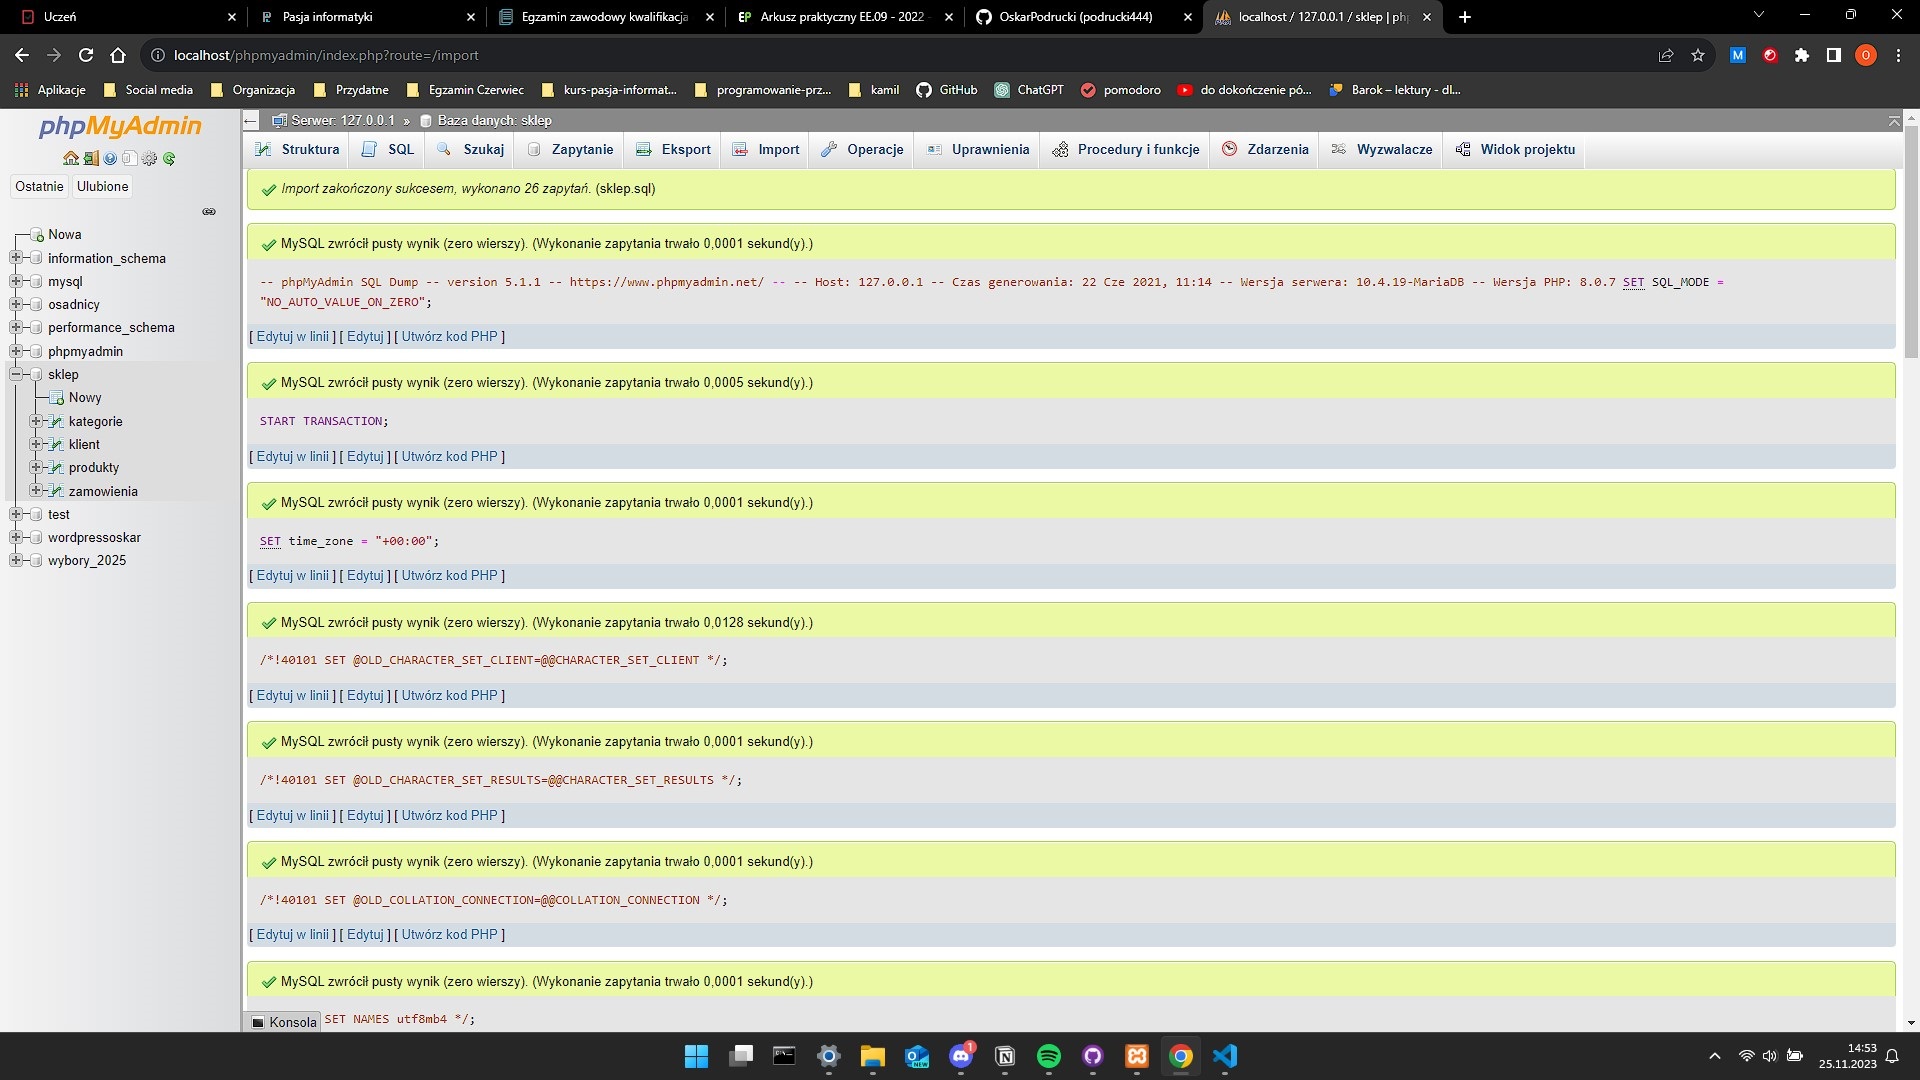 Uczeń
Pasja informatyki
Egzamin zawodowy kwalifikacja
Arkusz praktyczny EE.09 - 2022
OskarPodrucki (podrucki444)
localhost / 127.0.0.1 / sklep | php
localhost/phpmyadmin/index.php?route=/import
M
O
Aplikacje
Social media
Organizacja
Przydatne
Egzamin Czerwiec
kurs-pasja-informat...
programowanie-prz...
kamil
GitHub
ChatGPT
pomodoro
do dokończenie pó...
Barok – lektury - dl...
phpMyAdmin
Ostatnie
Ulubione
Nowa
information_schema
mysql
osadnicy
performance_schema
phpmyadmin
sklep
Nowy
kategorie
klient
produkty
zamowienia
test
wordpressoskar
wybory_2025
Serwer: 127.0.0.1 » Baza danych: sklep
Struktura
SQL
Szukaj
Zapytanie
Eksport
Import
Operacje
Uprawnienia
Procedury i funkcje
Zdarzenia
Wyzwalacze
Widok projektu
Import zakończony sukcesem, wykonano 26 zapytań. (sklep.sql)
MySQL zwrócił pusty wynik (zero wierszy). (Wykonanie zapytania trwało 0,0001 sekund(y).)
-- phpMyAdmin SQL Dump -- version 5.1.1 -- https://www.phpmyadmin.net/ -- -- Host: 127.0.0.1 -- Czas generowania: 22 Cze 2021, 11:14 -- Wersja serwera: 10.4.19-MariaDB -- Wersja PHP: 8.0.7 SET SQL_MODE =
"NO_AUTO_VALUE_ON_ZERO";
[ Edytuj w linii ] [ Edytuj ] [ Utwórz kod PHP ]
MySQL zwrócił pusty wynik (zero wierszy). (Wykonanie zapytania trwało 0,0005 sekund(y).)
START TRANSACTION;
[ Edytuj w linii ] [ Edytuj ] [ Utwórz kod PHP ]
MySQL zwrócił pusty wynik (zero wierszy). (Wykonanie zapytania trwało 0,0001 sekund(y).)
SET time_zone = "+00:00";
[ Edytuj w linii ] [ Edytuj ] [ Utwórz kod PHP ]
MySQL zwrócił pusty wynik (zero wierszy). (Wykonanie zapytania trwało 0,0128 sekund(y).)
/*!40101 SET @OLD_CHARACTER_SET_CLIENT=@@CHARACTER_SET_CLIENT */;
[ Edytuj w linii ] [ Edytuj ] [ Utwórz kod PHP ]
MySQL zwrócił pusty wynik (zero wierszy). (Wykonanie zapytania trwało 0,0001 sekund(y).)
/*!40101 SET @OLD_CHARACTER_SET_RESULTS=@@CHARACTER_SET_RESULTS */;
[ Edytuj w linii ] [ Edytuj ] [ Utwórz kod PHP ]
MySQL zwrócił pusty wynik (zero wierszy). (Wykonanie zapytania trwało 0,0001 sekund(y).)
/*!40101 SET @OLD_COLLATION_CONNECTION=@@COLLATION_CONNECTION */;
[ Edytuj w linii ] [ Edytuj ] [ Utwórz kod PHP ]
MySQL zwrócił pusty wynik (zero wierszy). (Wykonanie zapytania trwało 0,0001 sekund(y).)
Konsola SET NAMES utf8mb4 */;
14:53
25.11.2023